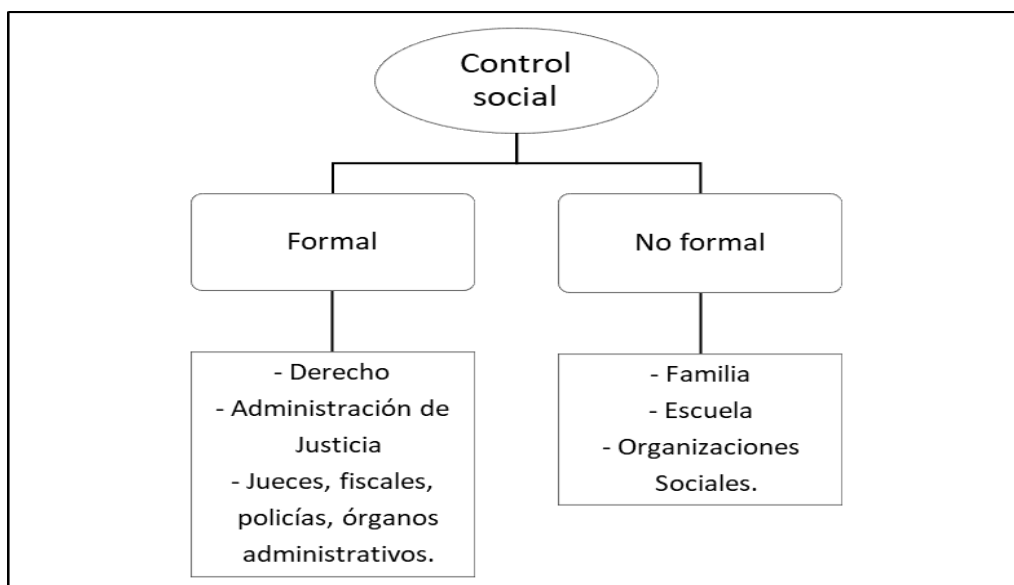 Control
social
Formal
No formal
- Derecho
- Administración de
Justicia
- Jueces, fiscales,
policías, órganos
administrativos.
- Familia
- Escuela
- Organizaciones
Sociales.